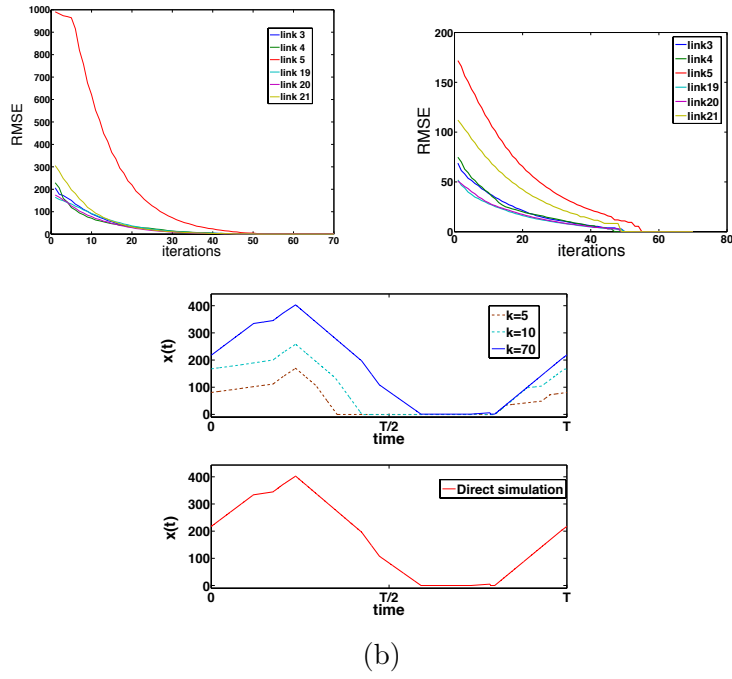 1000
900
800
700
600
500
400
300
200
100
0
RMSE
0 10 20 30 40 50 60 70
iterations
link 3
link 4
link 5
link 19
link 20
link 21
200
150
100
50
0
RMSE
0 20 40 60 80
iterations
link3
link4
link5
link19
link20
link21
400
300
200
100
0
x(t)
0 T/2 T
time
k=5
k=10
k=70
400
300
200
100
0
x(t)
0 T/2 T
time
Direct simulation
(b)